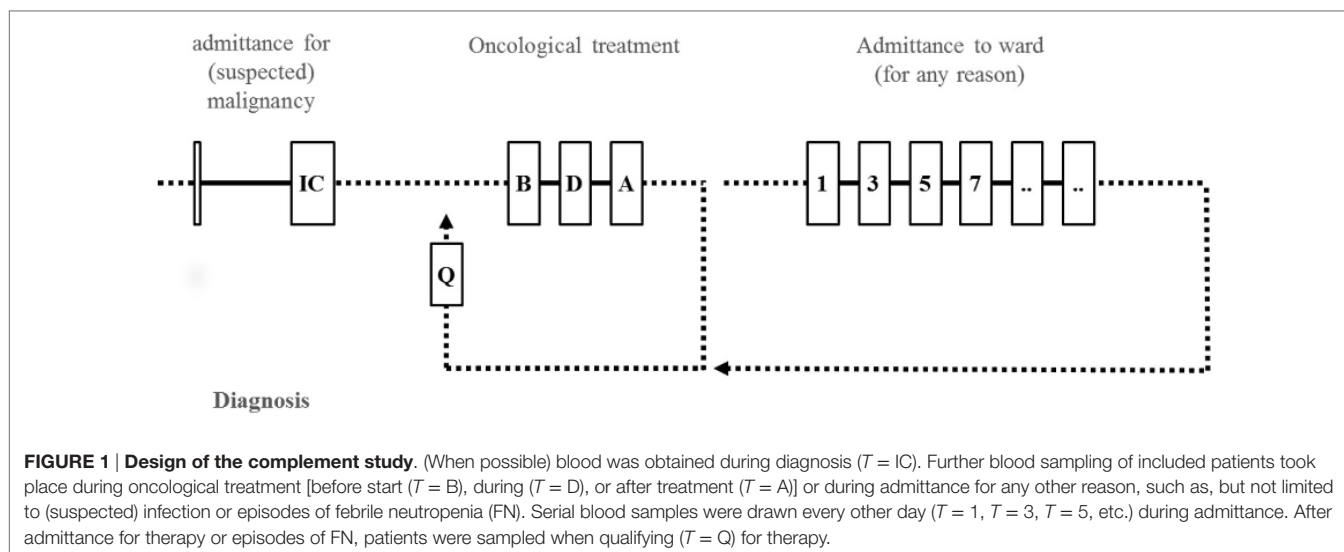 admittance for
(suspected)
malignancy
Oncological treatment
Admittance to ward
(for any reason)
IC
B
D
A
1
3
5
7
..
..
Q
Diagnosis
FIGURE 1 | Design of the complement study. (When possible) blood was obtained during diagnosis (T = IC). Further blood sampling of included patients took
place during oncological treatment [before start (T = B), during (T = D), or after treatment (T = A)] or during admittance for any other reason, such as, but not limited
to (suspected) infection or episodes of febrile neutropenia (FN). Serial blood samples were drawn every other day (T = 1, T = 3, T = 5, etc.) during admittance. After
admittance for therapy or episodes of FN, patients were sampled when qualifying (T = Q) for therapy.